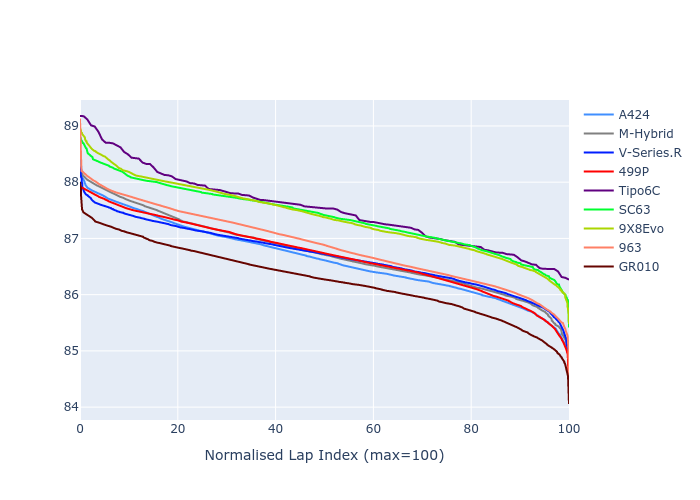 89
88
87
86
85
84
0 20 40 60 80 100
Normalised Lap Index (max=100)
A424
M-Hybrid
V-Series.R
499P
Tipo6C
SC63
9X8Evo
963
GR010